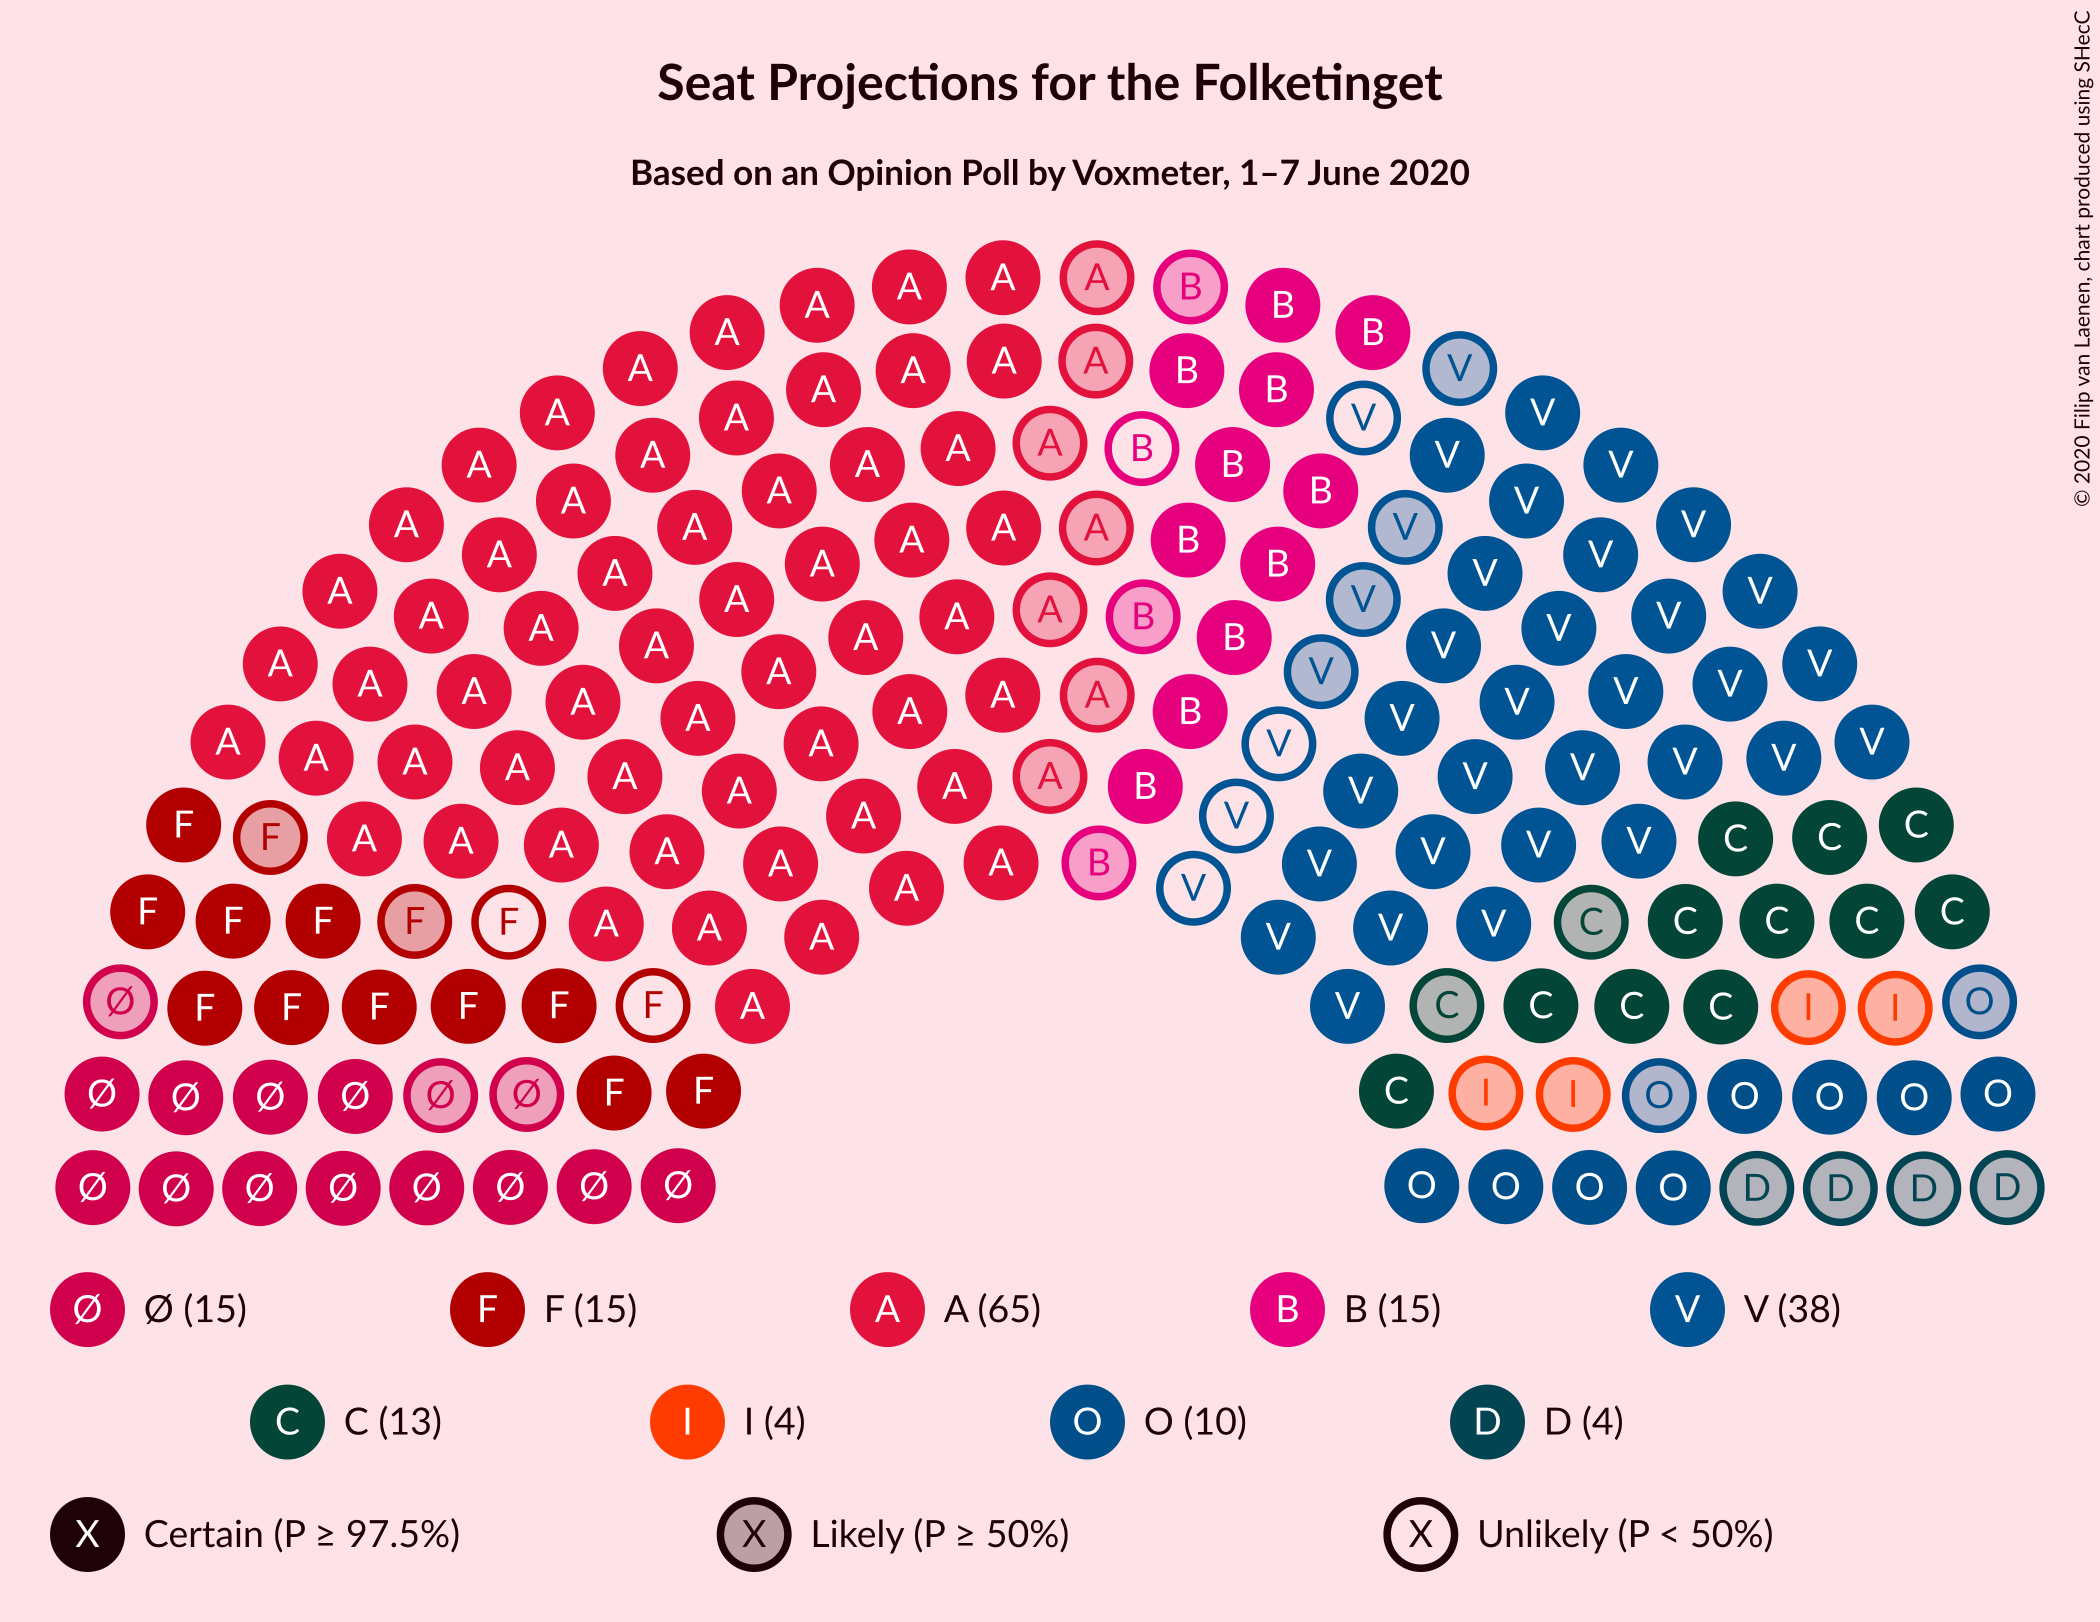 Seat Projections for the Folketinget
Based on an Opinion Poll by Voxmeter, 1–7 June 2020
© 2020 Filip van Laenen, chart produced using SHecC
A A A A B B B
A A V V
A A A A A B B V V
A A B B V V V
A A A A A A B B V V V V
A A A A A A B B V V V V
A A A A A A A B B V V V V V
A A A A A A A A B V V V V V
A A A A A A A A A B V V V V V V V
F F A A A A A A A A B V V V V V C C C
F F F F F A A A V V V C C C C C
Ø F F F F F F A V C C C C I I O
Ø Ø Ø Ø Ø Ø F F C I I O O O O O
Ø Ø Ø Ø Ø Ø Ø Ø O O O O D D D D
Ø Ø (15) F F (15) A A (65) B B (15) V V (38)
C C (13) I I (4) O O (10) D D (4)
X Certain (P ≥ 97.5%) X Likely (P ≥ 50%) X Unlikely (P < 50%)